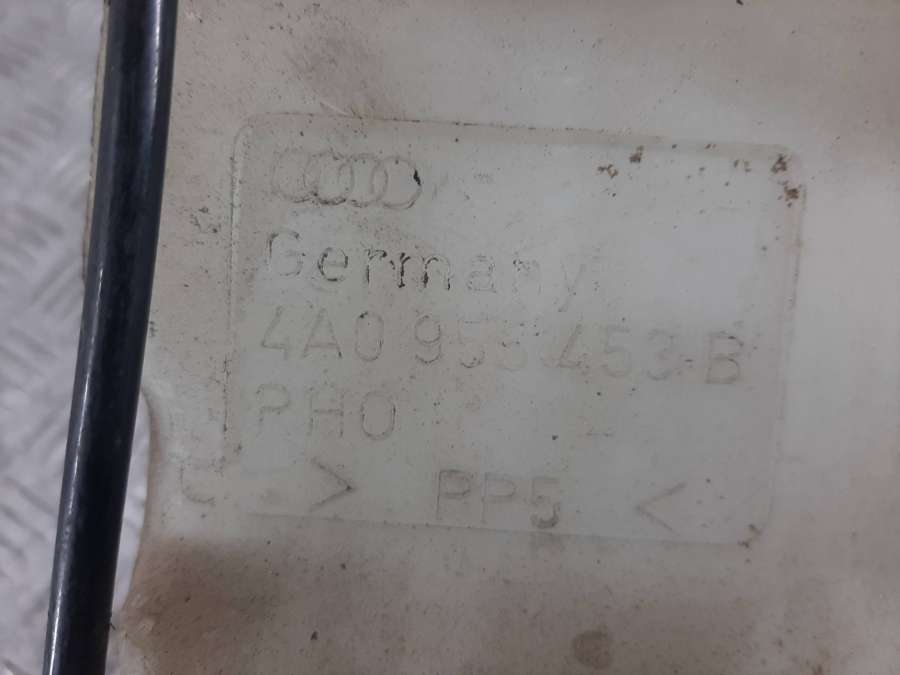 Germany
4A0 955 453 B
PHO
> PP5 <